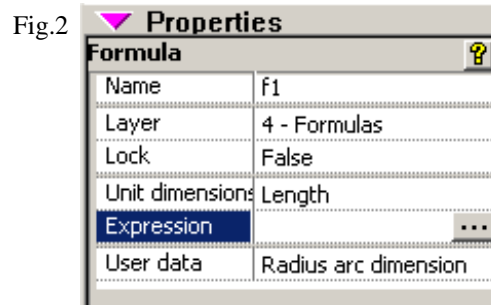 Fig.2 Properties
Formula ?
Name f1
Layer 4 - Formulas
Lock False
Unit dimensions Length
Expression ...
User data Radius arc dimension